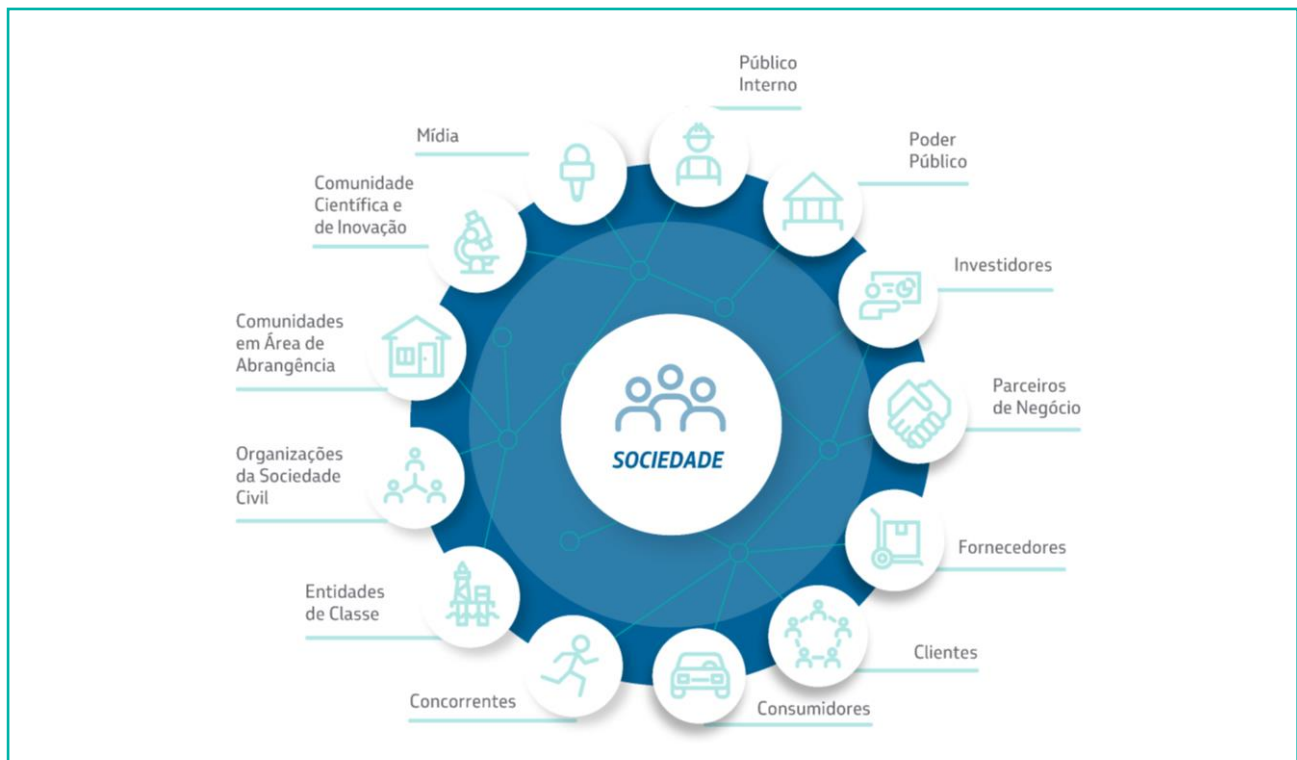 Público
Interno
Poder
Público
Mídia
Comunidade
Científica e
de Inovação
Investidores
Comunidades
em Área de
Abrangência
Parceiros
de Negócio
SOCIEDADE
Organizações
da Sociedade
Civil
Fornecedores
Entidades
de Classe
Clientes
Concorrentes
Consumidores